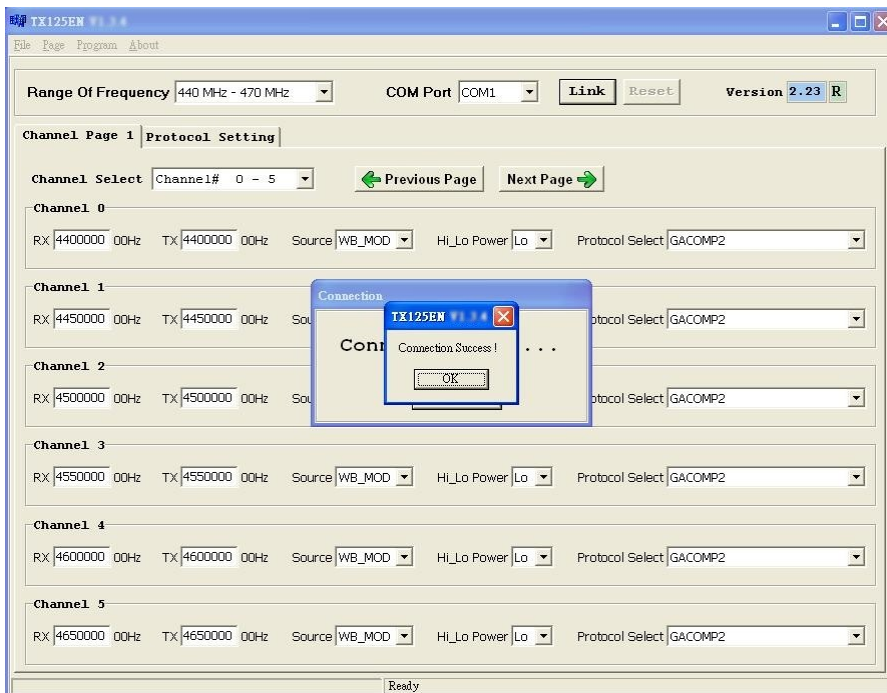 TX125EN V1.3.4
File Page Program About
Range Of Frequency 440 MHz - 470 MHz COM Port COM1 Link Reset Version 2.23 R
Channel Page 1 Protocol Setting
Channel Select Channel# 0 - 5 Previous Page Next Page
Channel 0
RX 4400000 00Hz TX 4400000 00Hz Source WB_MOD Hi_Lo Power Lo Protocol Select GACOMP2
Channel 1
RX 4450000 00Hz TX 4450000 00Hz GACOMP2
Connection
TX125EN V1.3.4
Connection Success !
OK
Channel 2
RX 4500000 00Hz TX 4500000 00Hz GACOMP2
Channel 3
RX 4550000 00Hz TX 4550000 00Hz Source WB_MOD Hi_Lo Power Lo Protocol Select GACOMP2
Channel 4
RX 4600000 00Hz TX 4600000 00Hz Source WB_MOD Hi_Lo Power Lo Protocol Select GACOMP2
Channel 5
RX 4650000 00Hz TX 4650000 00Hz Source WB_MOD Hi_Lo Power Lo Protocol Select GACOMP2
Ready